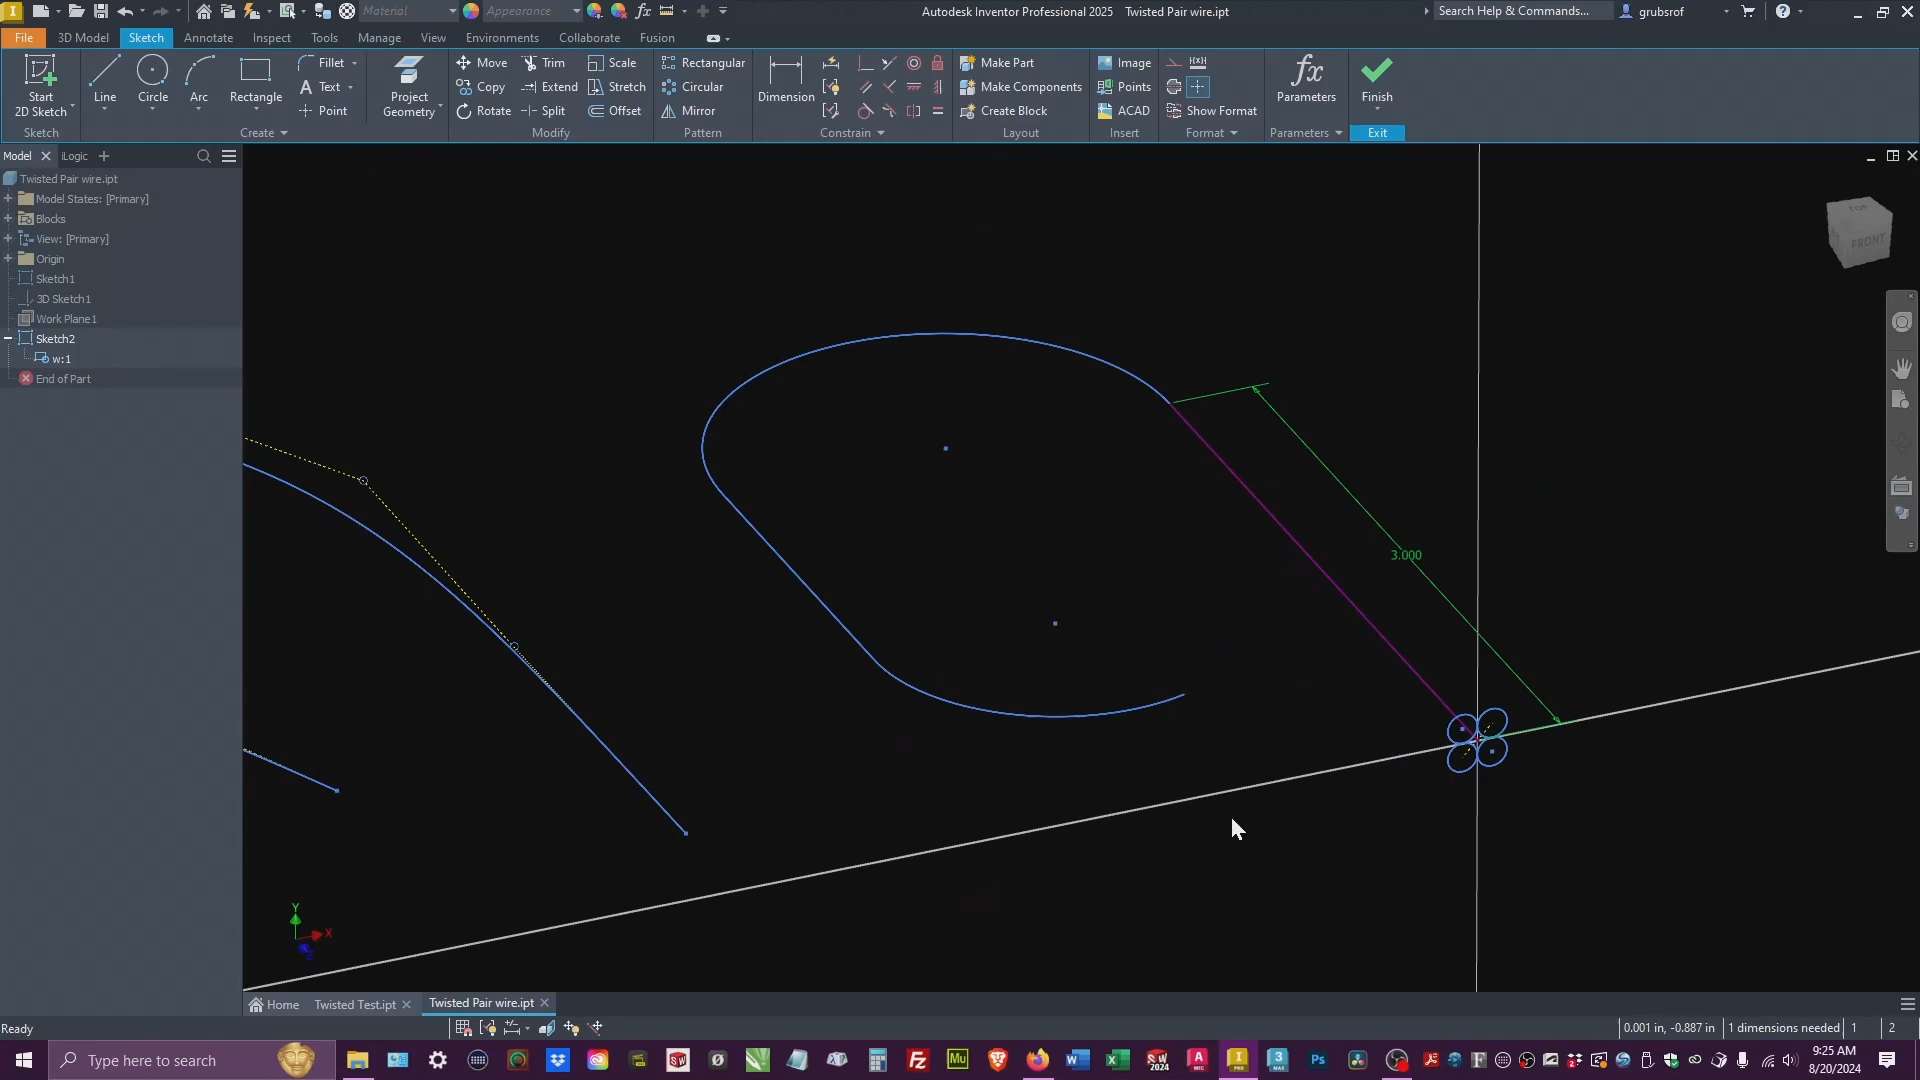 Material
Appearance
fx
Autodesk Inventor Professional 2025 Twisted Pair wire.ipt
Search Help & Commands...
grubsrof
File 3D Model Sketch Annotate Inspect Tools Manage View Environments Collaborate Fusion
Start
2D Sketch
Line
Circle
Arc
Rectangle
Fillet
Text
Point
Project
Geometry
Move
Copy
Rotate
Trim
Extend
Split
Scale
Stretch
Offset
Rectangular
Circular
Mirror
Dimension
Make Part
Make Components
Create Block
Image
Points
ACAD
Show Format
fx
Parameters
Finish
Sketch
Create
Modify
Pattern
Constrain
Layout
Insert
Format
Parameters
Exit
Model
iLogic
Twisted Pair wire.ipt
Model States: [Primary]
Blocks
View: [Primary]
Origin
Sketch1
3D Sketch1
Work Plane1
Sketch2
w:1
End of Part
TOP
FRONT
3.000
Y
X
Z
Home
Twisted Test.ipt
Twisted Pair wire.ipt
Ready
0.001 in, -0.887 in
1 dimensions needed
1
2
Type here to search
9:25 AM
8/20/2024